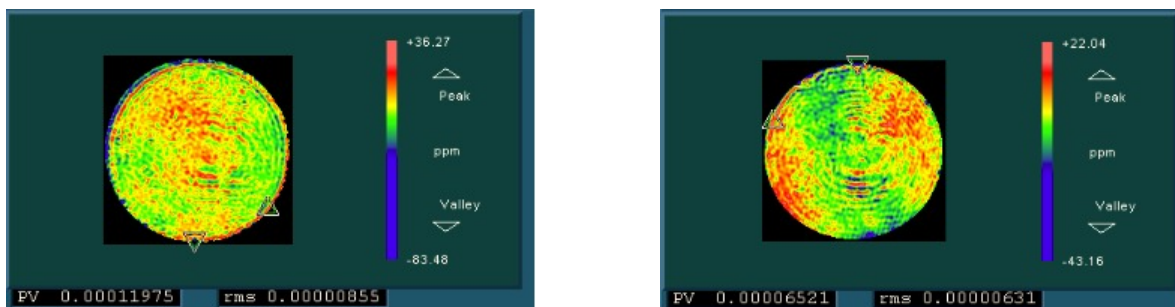 +36.27
Peak
ppm
Valley
-83.48
PV 0.00011975 rms 0.00000855
+22.04
Peak
ppm
Valley
-43.16
PV 0.00006521 rms 0.00000631